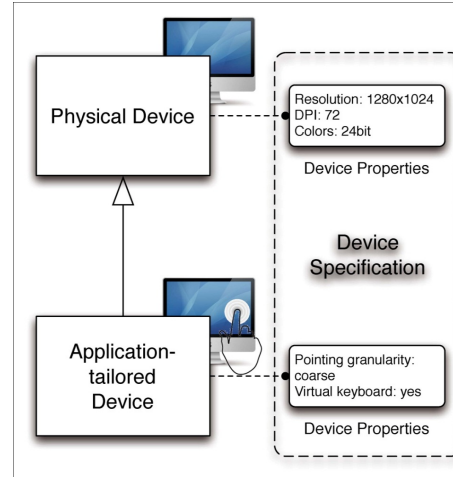 Physical Device
Resolution: 1280x1024
DPI: 72
Colors: 24bit
Device Properties
Device
Specification
Application-
tailored
Device
Pointing granularity:
coarse
Virtual keyboard: yes
Device Properties